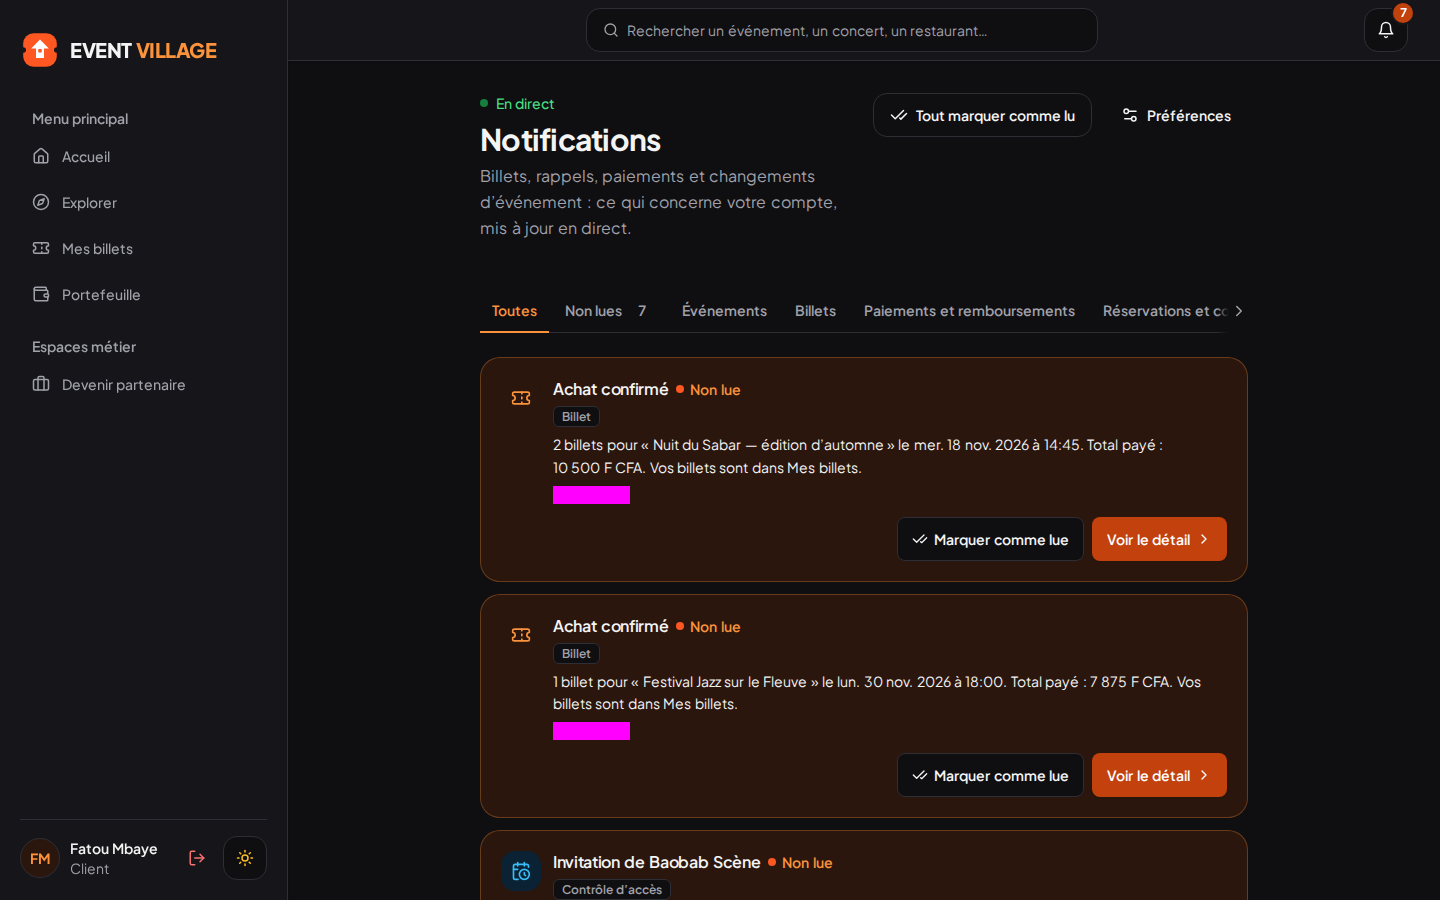 EVENT VILLAGE
Menu principal
Accueil
Explorer
Mes billets
Portefeuille
Espaces métier
Devenir partenaire
FM
Fatou Mbaye
Client
Rechercher un événement, un concert, un restaurant…
7
En direct
Notifications
Billets, rappels, paiements et changements
d’événement : ce qui concerne votre compte,
mis à jour en direct.
Tout marquer comme lu
Préférences
Toutes
Non lues 7
Événements
Billets
Paiements et remboursements
Réservations et
Achat confirmé
Non lue
Billet
2 billets pour « Nuit du Sabar — édition d’automne » le mer. 18 nov. 2026 à 14:45. Total payé :
10 500 F CFA. Vos billets sont dans Mes billets.
Marquer comme lue
Voir le détail
Achat confirmé
Non lue
Billet
1 billet pour « Festival Jazz sur le Fleuve » le lun. 30 nov. 2026 à 18:00. Total payé : 7 875 F CFA. Vos
billets sont dans Mes billets.
Marquer comme lue
Voir le détail
Invitation de Baobab Scène
Non lue
Contrôle d’accès